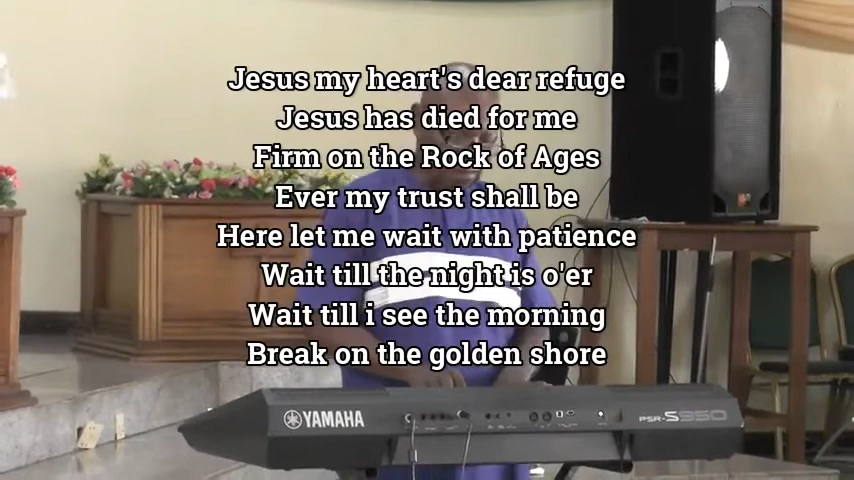 Jesus my heart's dear refuge
Jesus has died for me
Firm on the Rock of Ages
Ever my trust shall be
Here let me wait with patience
Wait till the night is o'er
Wait till i see the morning
Break on the golden shore
YAMAHA
PSR-S950